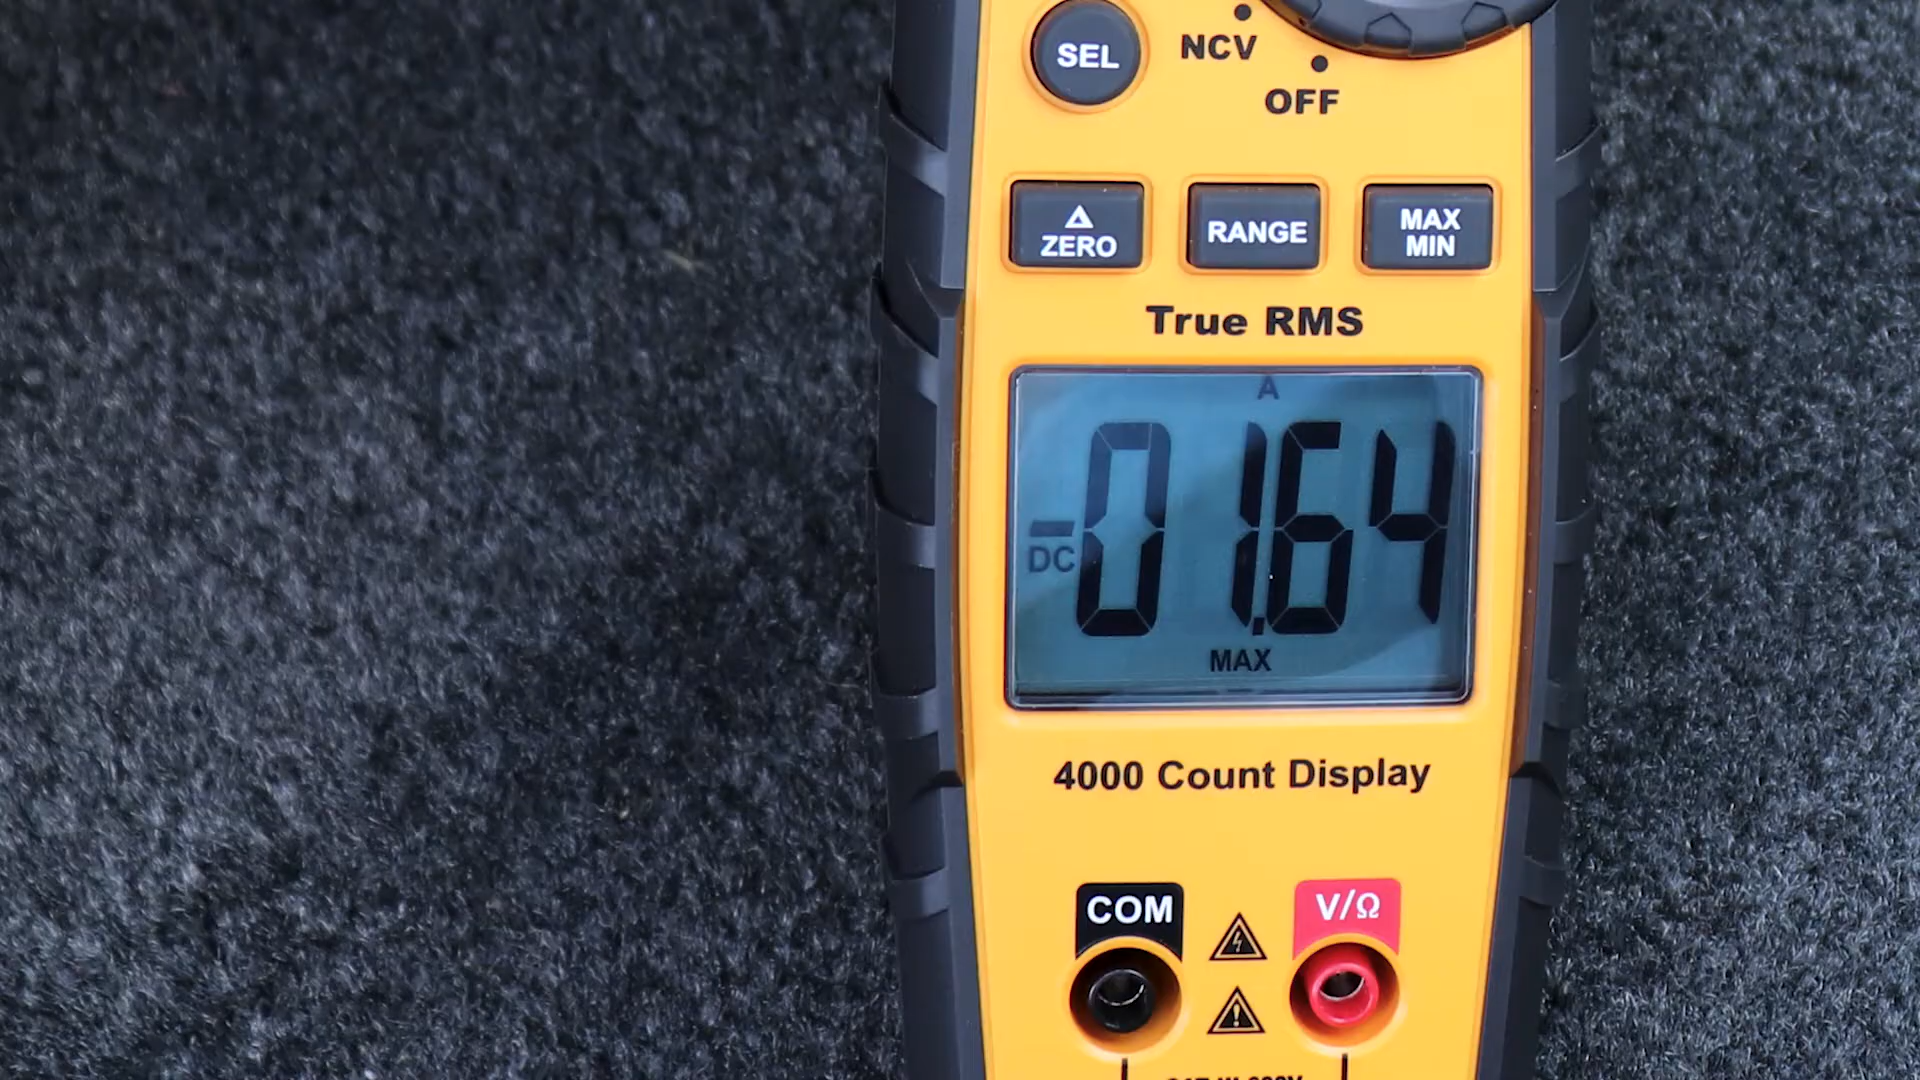 SEL
NCV
OFF
Δ
ZERO
RANGE
MAX
MIN
True RMS
A
-01.64
DC
MAX
4000 Count Display
COM
V/Ω